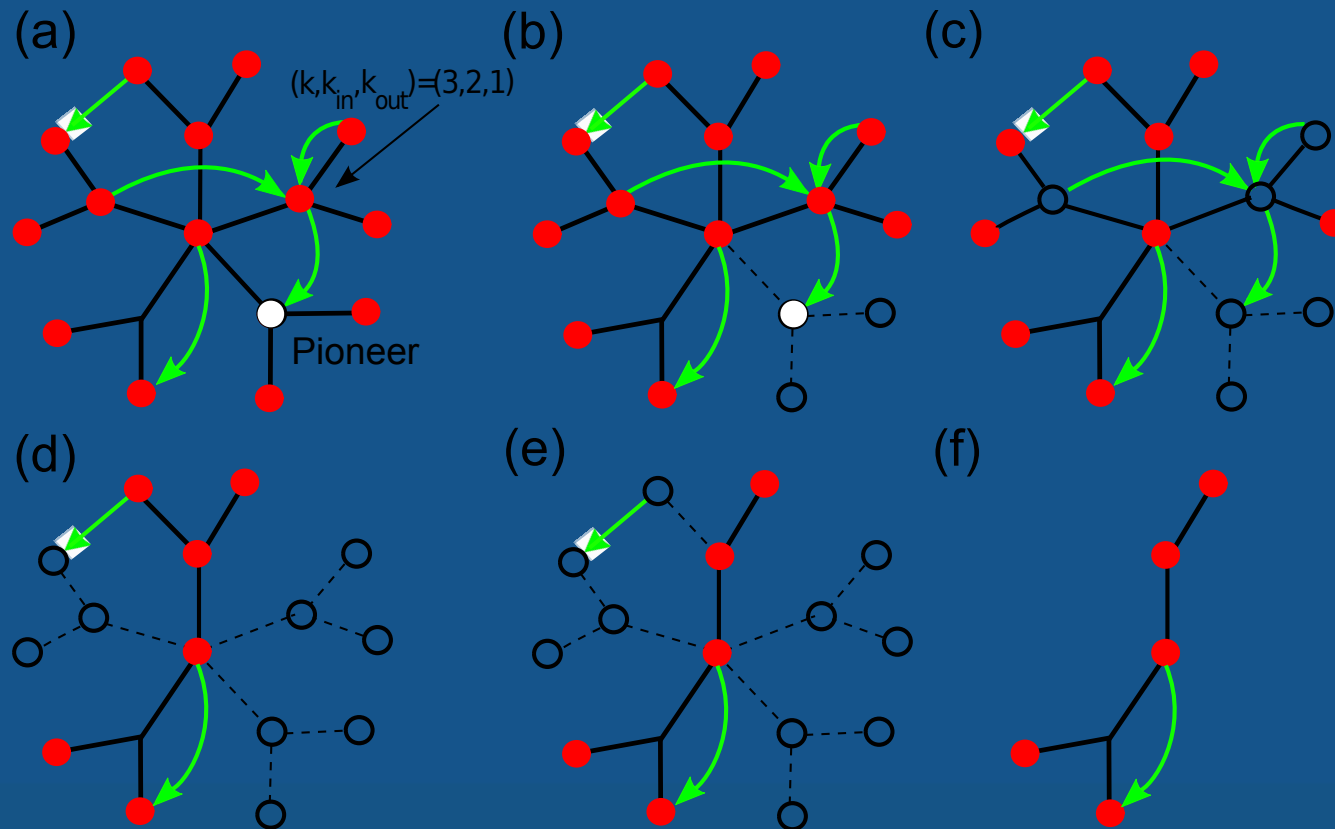 (a)
(b)
(c)
(k,k_in,k_out)=(3,2,1)
Pioneer
(d)
(e)
(f)